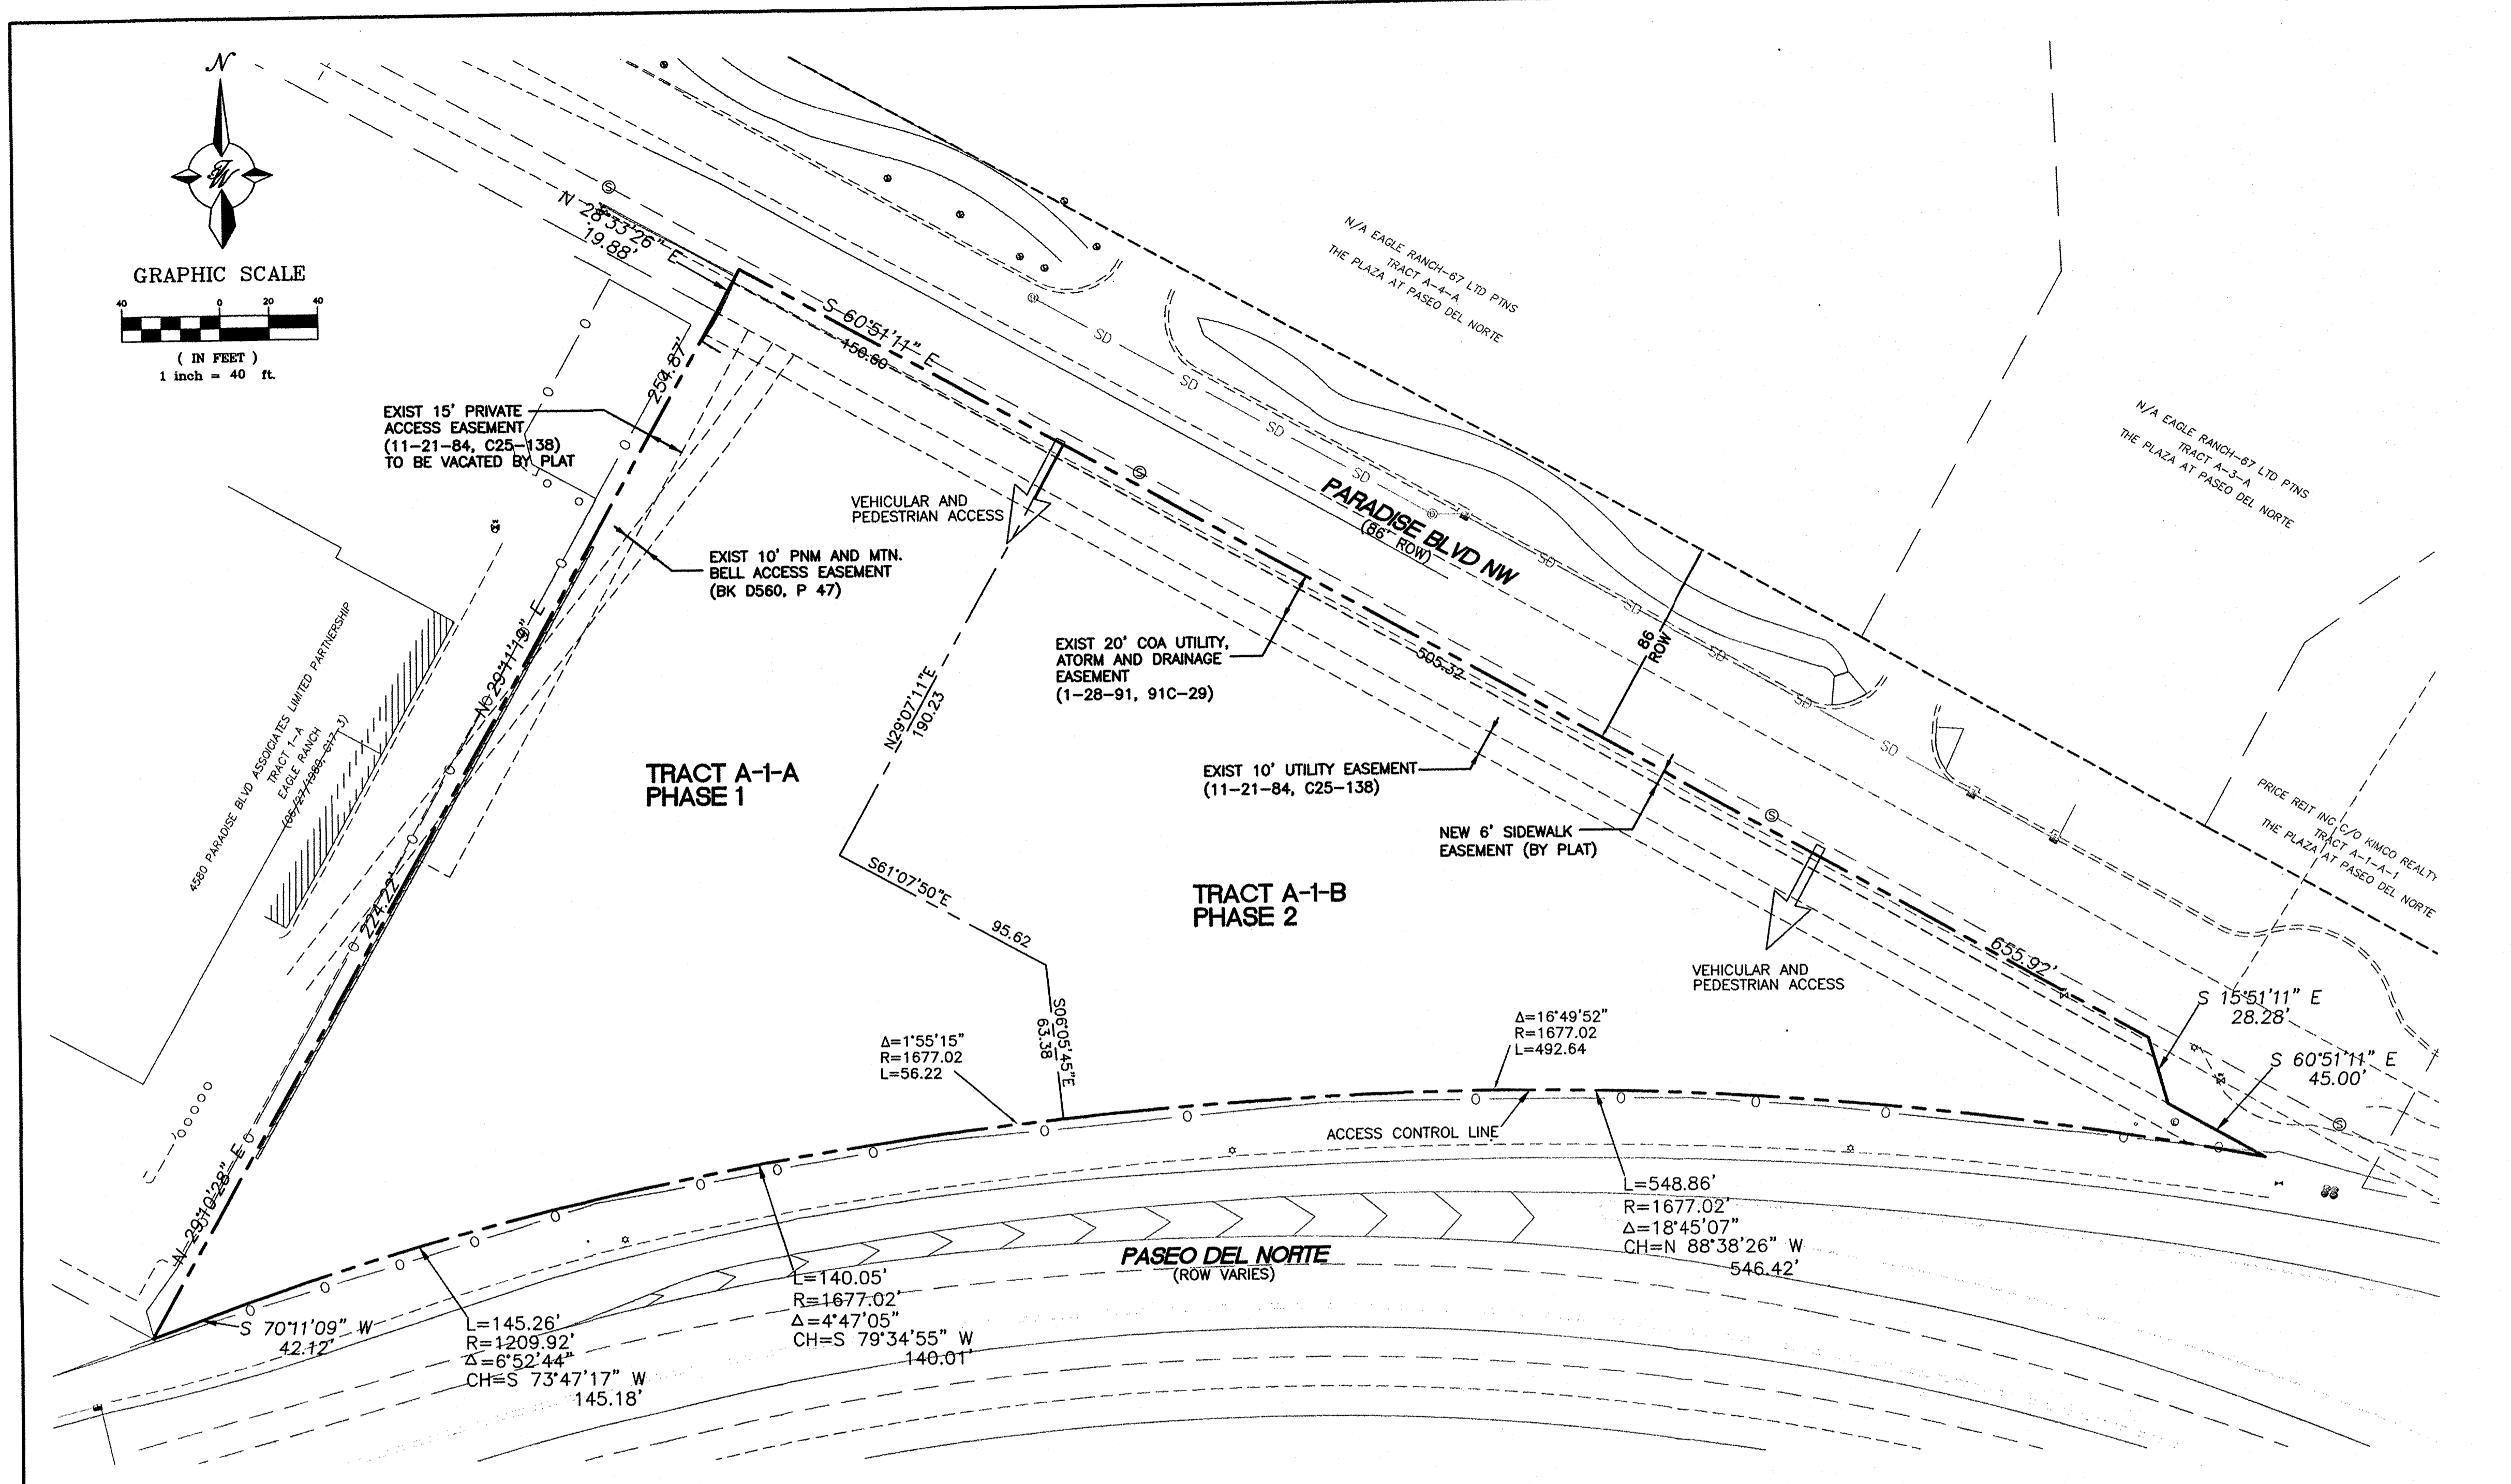 N
GRAPHIC SCALE
40 0 20 40
( IN FEET )
1 inch = 40 ft.
N 28°33'26" E
19.88'
S 60°51'11" E
150.60
254.87'
EXIST 15' PRIVATE
ACCESS EASEMENT
(11-21-84, C25-138)
TO BE VACATED BY PLAT
VEHICULAR AND
PEDESTRIAN ACCESS
EXIST 10' PNM AND MTN.
BELL ACCESS EASEMENT
(BK D560, P 47)
N/A EAGLE RANCH-67 LTD PTNS
TRACT A-4-A
THE PLAZA AT PASEO DEL NORTE
N/A EAGLE RANCH-67 LTD PTNS
TRACT A-3-A
THE PLAZA AT PASEO DEL NORTE
PARADISE BLVD NW
(86' ROW)
SD
SD
SD
SD
SD
SD
SD
SD
SD
86
ROW
4580 PARADISE BLVD ASSOICIATES LIMITED PARTNERSHIP
TRACT 1-A
EAGLE RANCH
N 29°11'19" E
EXIST 20' COA UTILITY,
ATORM AND DRAINAGE
EASEMENT
(1-28-91, 91C-29)
505.32
N29°07'11"E
190.23
EXIST 10' UTILITY EASEMENT
(11-21-84, C25-138)
TRACT A-1-A
PHASE 1
NEW 6' SIDEWALK
EASEMENT (BY PLAT)
PRICE REIT INC C/O KIMCO REALTY
TRACT A-1-A-1
THE PLAZA AT PASEO DEL NORTE
S61°07'50"E
95.62
TRACT A-1-B
PHASE 2
224.22'
655.92'
VEHICULAR AND
PEDESTRIAN ACCESS
S06°05'45"E
63.38
S 15°51'11" E
28.28'
Δ=1°55'15"
R=1677.02
L=56.22
Δ=16°49'52"
R=1677.02
L=492.64
S 60°51'11" E
45.00'
ACCESS CONTROL LINE
N 29°10'28" E
L=548.86'
R=1677.02'
Δ=18°45'07"
CH=N 88°38'26" W
546.42'
PASEO DEL NORTE
(ROW VARIES)
L=140.05'
R=1677.02'
Δ=4°47'05"
CH=S 79°34'55" W
140.01'
S 70°11'09" W
42.12'
L=145.26'
R=1209.92'
Δ=6°52'44"
CH=S 73°47'17" W
145.18'